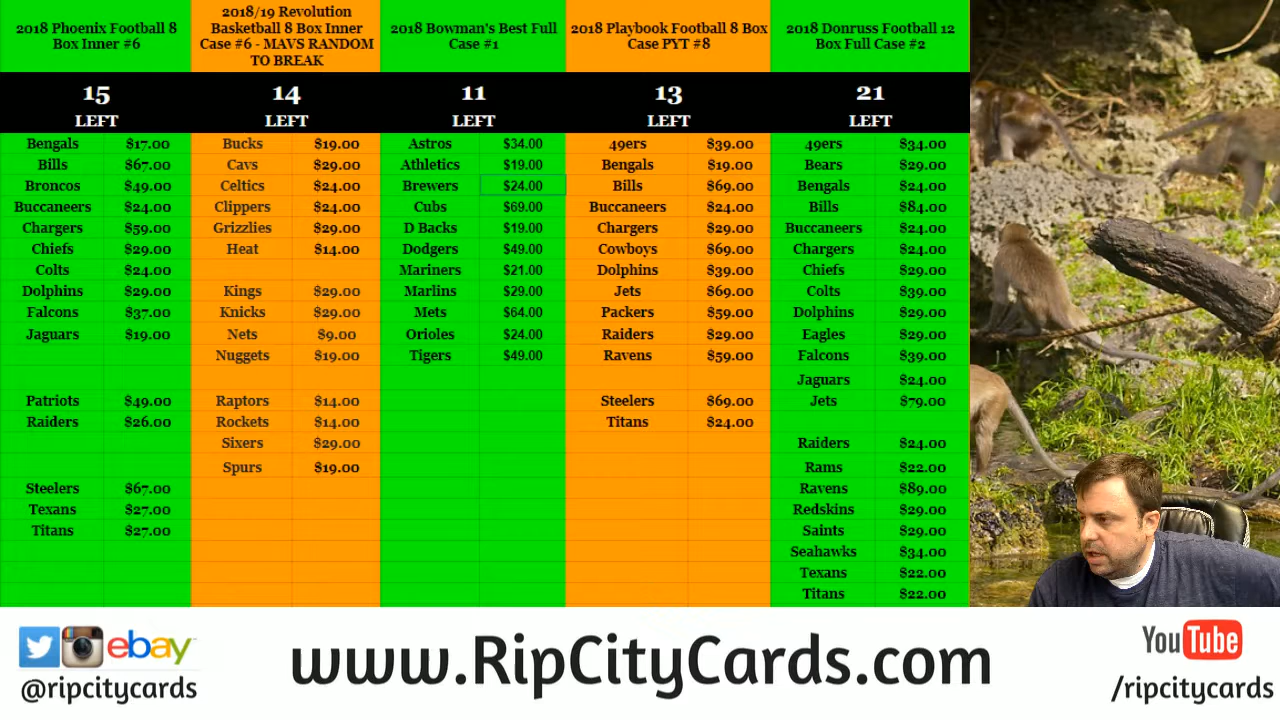 2018 Phoenix Football 8
Box Inner #6
15
LEFT
Bengals $17.00
Bills $67.00
Broncos $49.00
Buccaneers $24.00
Chargers $59.00
Chiefs $29.00
Colts $24.00
Dolphins $29.00
Falcons $37.00
Jaguars $19.00
Patriots $49.00
Raiders $26.00
Steelers $67.00
Texans $27.00
Titans $27.00
2018/19 Revolution
Basketball 8 Box Inner
Case #6 - MAVS RANDOM
TO BREAK
14
LEFT
Bucks $19.00
Cavs $29.00
Celtics $24.00
Clippers $24.00
Grizzlies $29.00
Heat $14.00
Kings $29.00
Knicks $29.00
Nets $9.00
Nuggets $19.00
Raptors $14.00
Rockets $14.00
Sixers $29.00
Spurs $19.00
2018 Bowman's Best Full
Case #1
11
LEFT
Astros $34.00
Athletics $19.00
Brewers $24.00
Cubs $69.00
D Backs $19.00
Dodgers $49.00
Mariners $21.00
Marlins $29.00
Mets $64.00
Orioles $24.00
Tigers $49.00
2018 Playbook Football 8 Box
Case PYT #8
13
LEFT
49ers $39.00
Bengals $19.00
Bills $69.00
Buccaneers $24.00
Chargers $29.00
Cowboys $69.00
Dolphins $39.00
Jets $69.00
Packers $59.00
Raiders $29.00
Ravens $59.00
Steelers $69.00
Titans $24.00
2018 Donruss Football 12
Box Full Case #2
21
LEFT
49ers $34.00
Bears $29.00
Bengals $24.00
Bills $84.00
Buccaneers $24.00
Chargers $24.00
Chiefs $29.00
Colts $39.00
Dolphins $29.00
Eagles $29.00
Falcons $39.00
Jaguars $24.00
Jets $79.00
Raiders $24.00
Rams $22.00
Ravens $89.00
Redskins $29.00
Saints $29.00
Seahawks $34.00
Texans $22.00
Titans $22.00
ebay
@ripcitycards
www.RipCityCards.com
YouTube
/ripcitycards